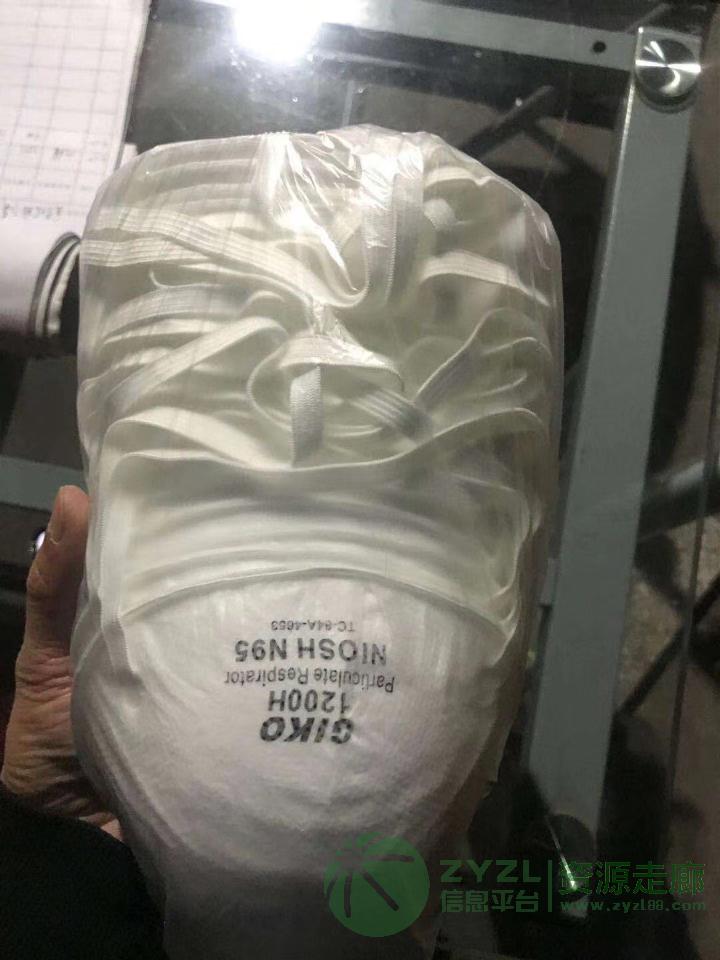 GIKO
1200H
Particulate Respirator
NIOSH N95
TC-84A-4653
ZYZL 资源走廊
信息平台 www.zyzl88.com